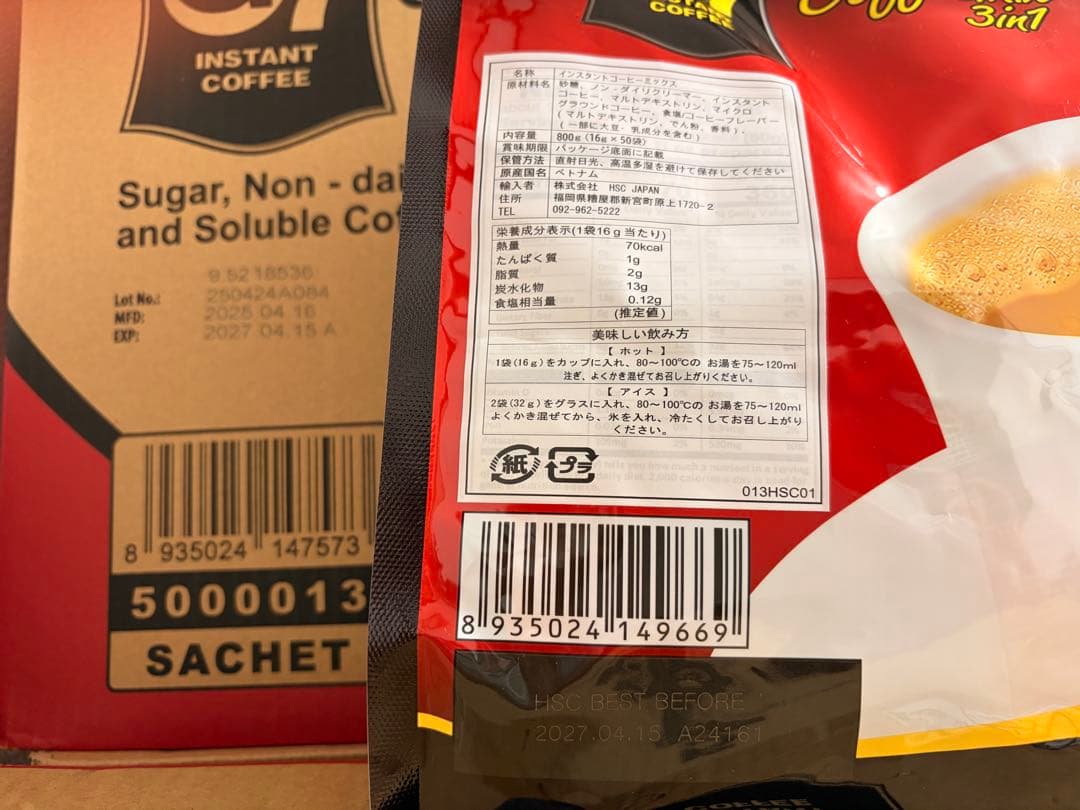 INSTANT
COFFEE
Sugar, Non - dai
and Soluble Cof
9 52 18536
Lot No.: 250424A084
MFD: 2025 04 16
EXP: 2027 04 15 A
8 935024 147573
5000013
SACHET
COFFEE
3in1
名称 インスタントコーヒーミックス
原材料名 砂糖、ノン・ダイリクリーマー、インスタント
コーヒー、マルトデキストリン、マイクロ
グラウンドコーヒー、食塩/コーヒーフレーバー
(マルトデキストリン、でん粉、香料)、
(一部に大豆・乳成分を含む)
内容量 800g(16g×50袋)
賞味期限 パッケージ底面に記載
保管方法 直射日光、高温多湿を避けて保存してください
原産国名 ベトナム
輸入者 株式会社 HSC JAPAN
住所 福岡県糟屋郡新宮町原上1720-2
TEL 092-962-5222
栄養成分表示(1袋16g当たり)
熱量 70kcal
たんぱく質 1g
脂質 2g
炭水化物 13g
食塩相当量 0.12g
(推定値)
美味しい飲み方
【 ホット 】
1袋(16g)をカップに入れ、80～100℃の お湯を75～120ml
注ぎ、よくかき混ぜてお召し上がりください。
【 アイス 】
2袋(32g)をグラスに入れ、80～100℃の お湯を75～120ml
よくかき混ぜてから、氷を入れ、冷たくしてお召し上がり
ください。
紙 プラ
013HSC01
8 935024 149669
HSC BEST BEFORE
2027.04.15 A24161
COFFEE